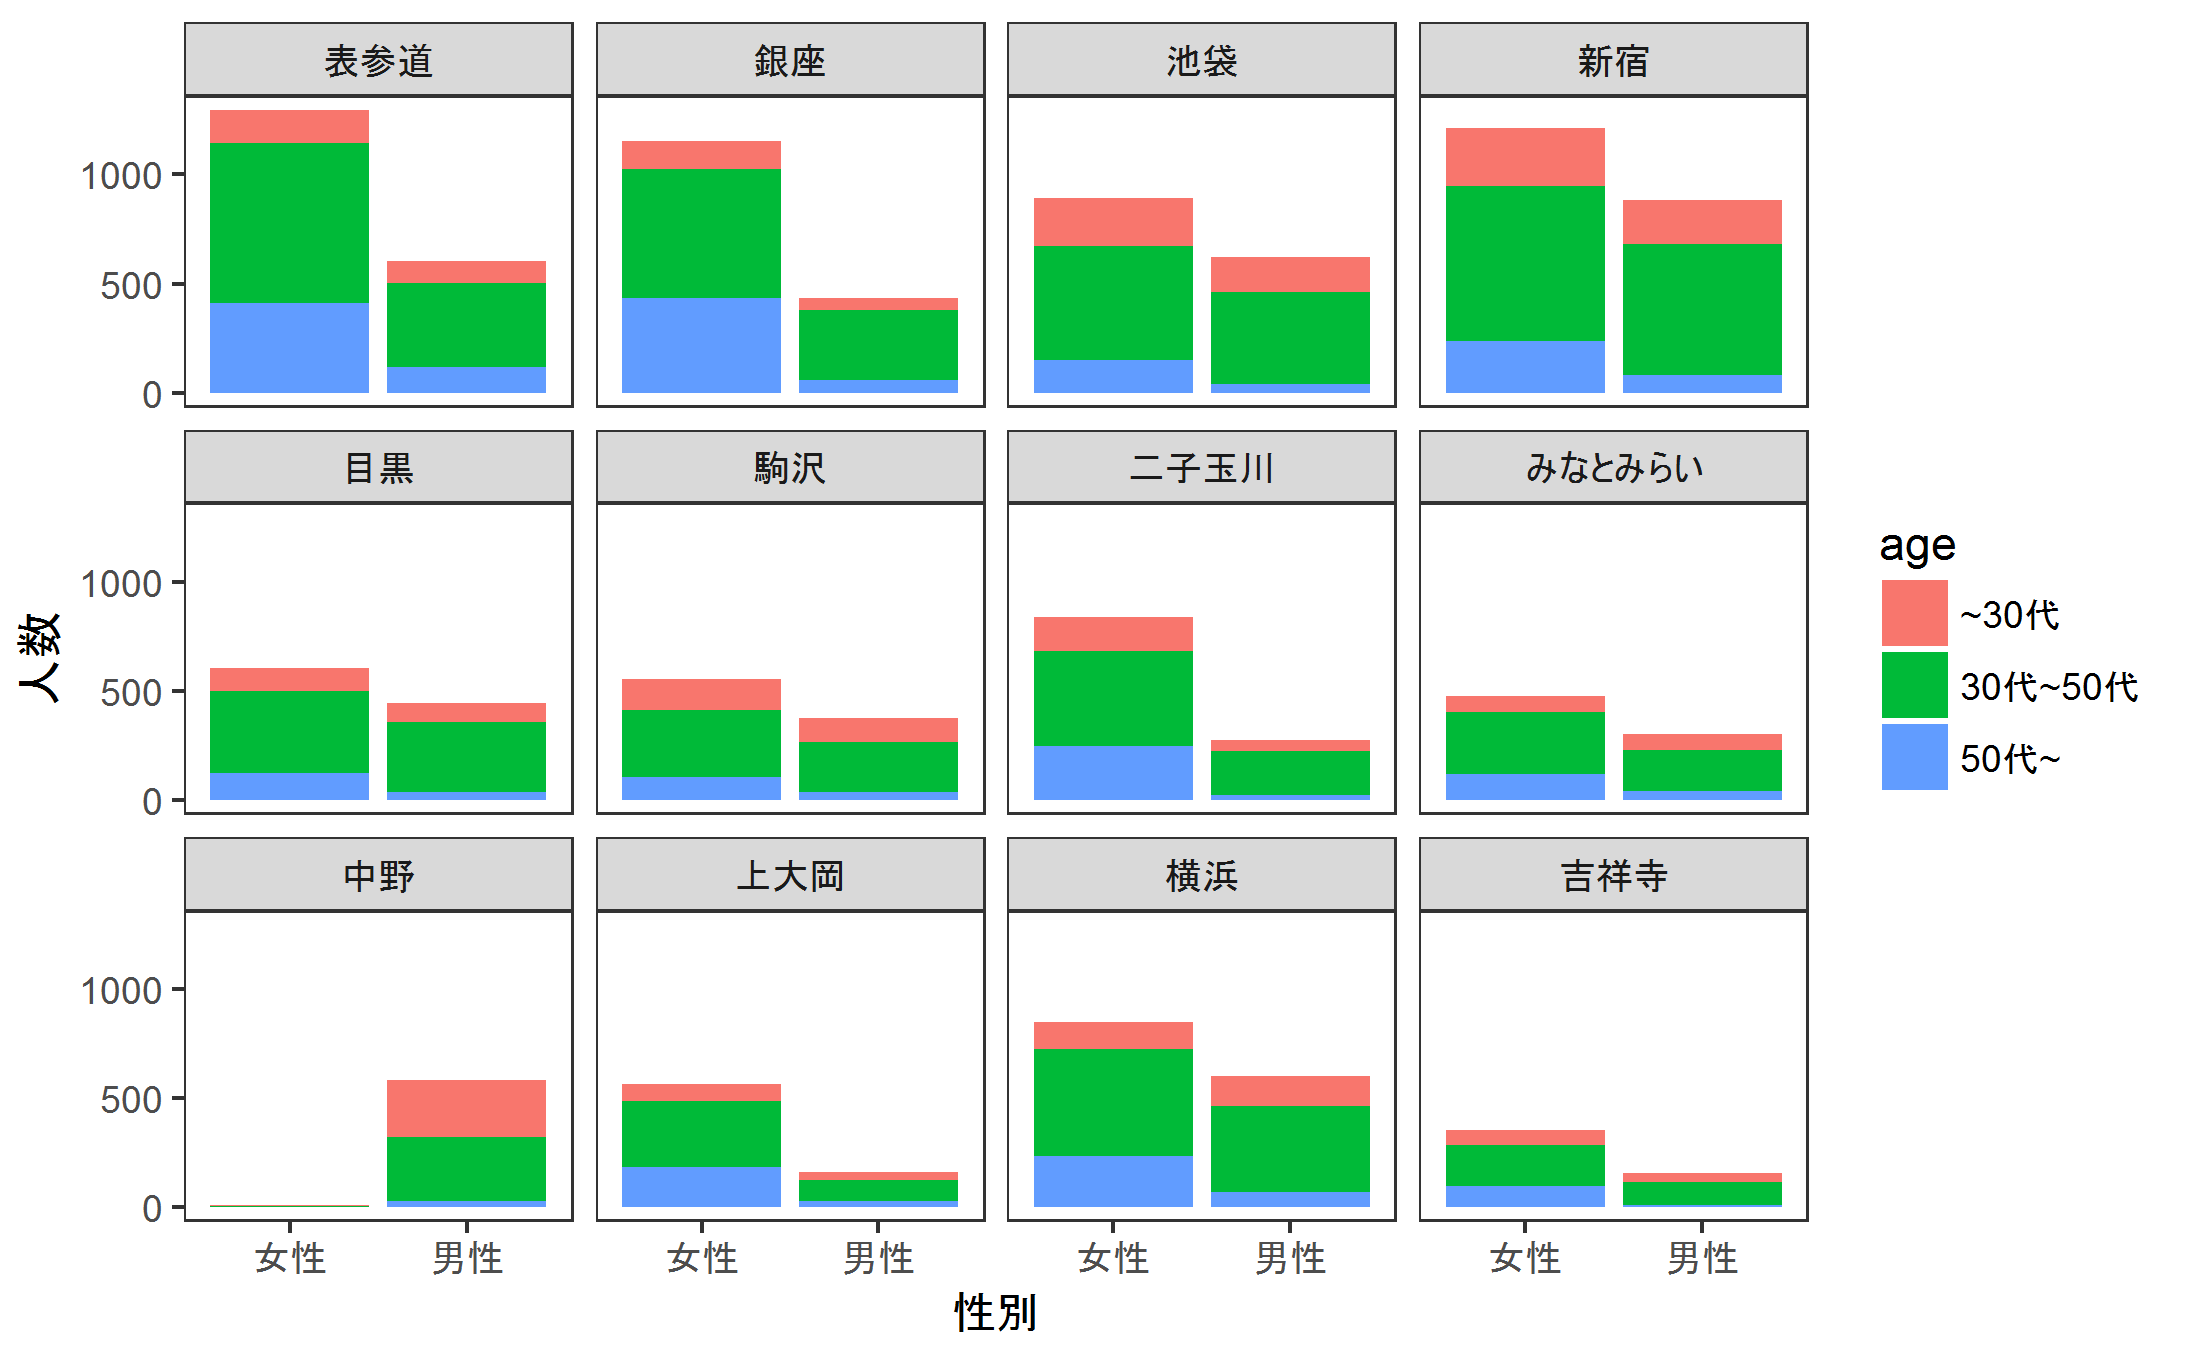 表参道
銀座
池袋
新宿
1000
500
0
目黒
駒沢
二子玉川
みなとみらい
1000
500
0
中野
上大岡
横浜
吉祥寺
1000
500
0
女性
男性
女性
男性
女性
男性
女性
男性
性別
人数
age
~30代
30代~50代
50代~